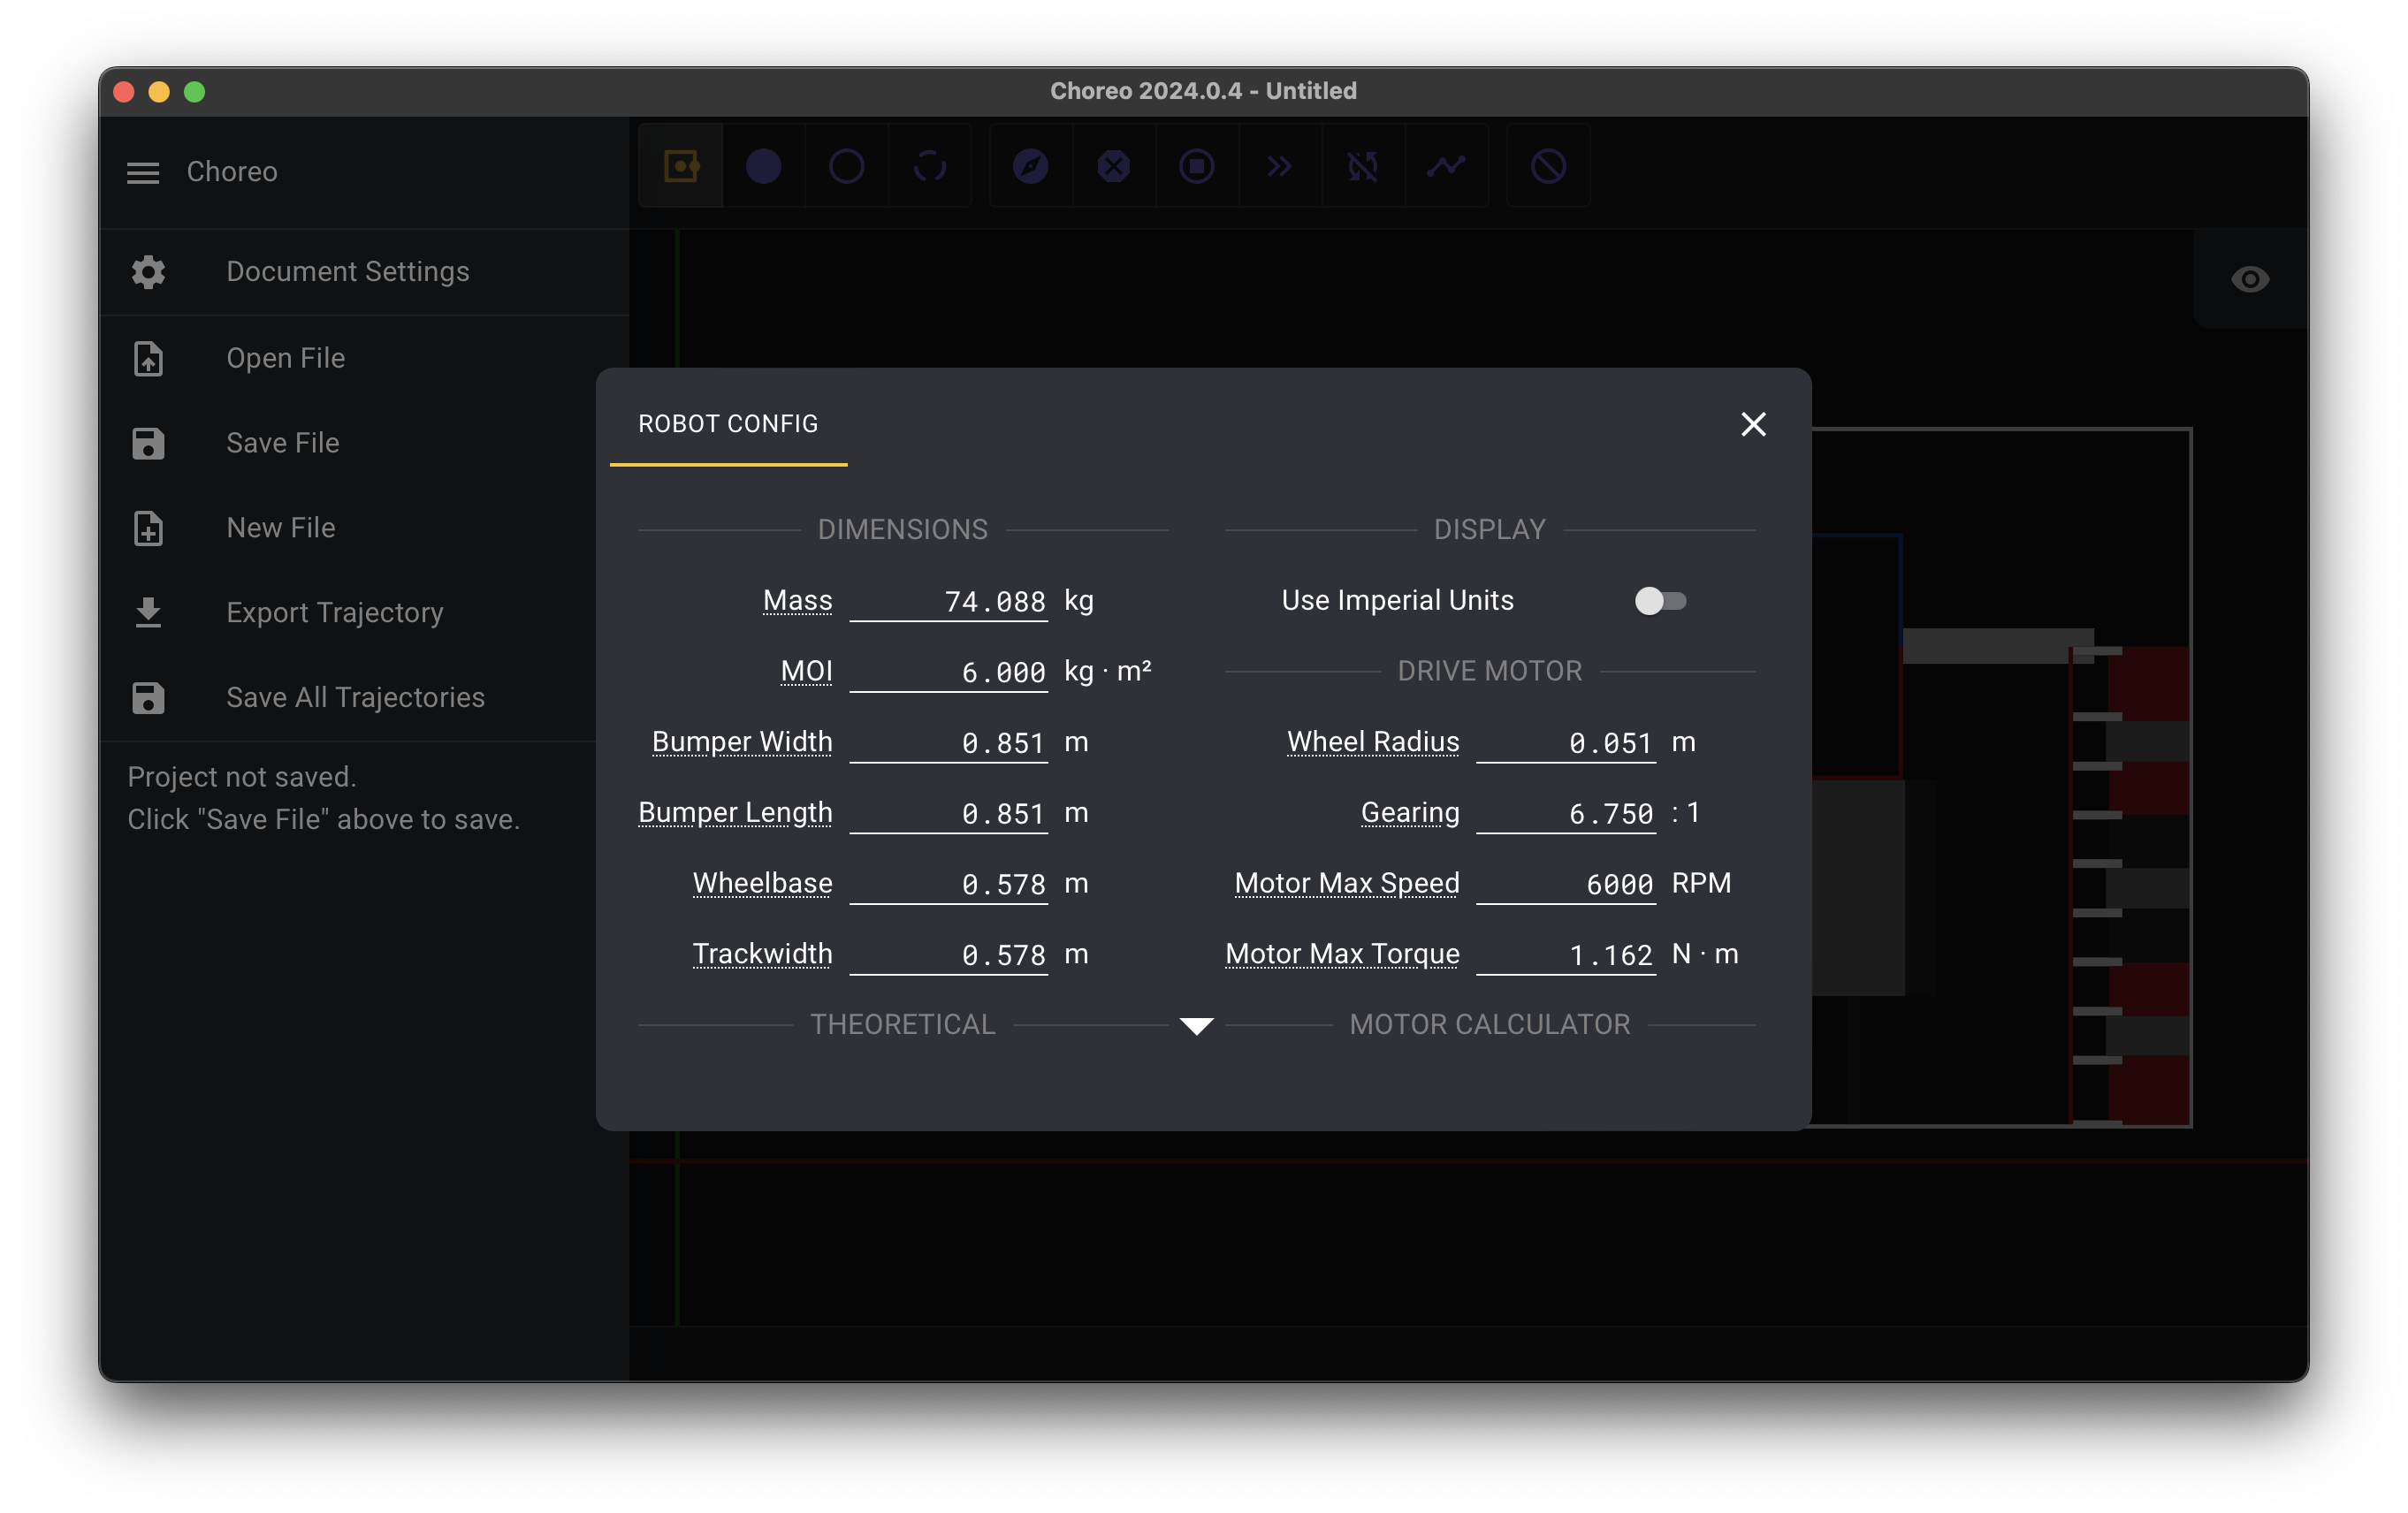 Choreo 2024.0.4 - Untitled
Choreo
Document Settings
Open File
Save File
New File
Export Trajectory
Save All Trajectories
Project not saved.
Click "Save File" above to save.
ROBOT CONFIG
DIMENSIONS
Mass 74.088 kg
MOI 6.000 kg · m²
Bumper Width 0.851 m
Bumper Length 0.851 m
Wheelbase 0.578 m
Trackwidth 0.578 m
THEORETICAL
DISPLAY
Use Imperial Units
DRIVE MOTOR
Wheel Radius 0.051 m
Gearing 6.750 : 1
Motor Max Speed 6000 RPM
Motor Max Torque 1.162 N · m
MOTOR CALCULATOR